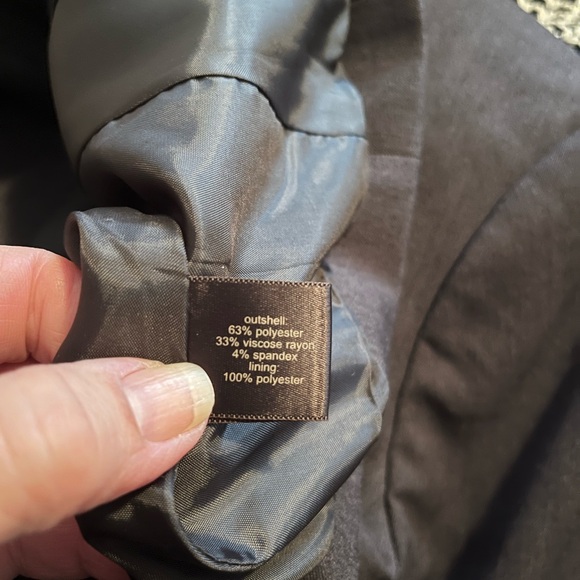 outshell:
63% polyester
33% viscose rayon
4% spandex
lining:
100% polyester